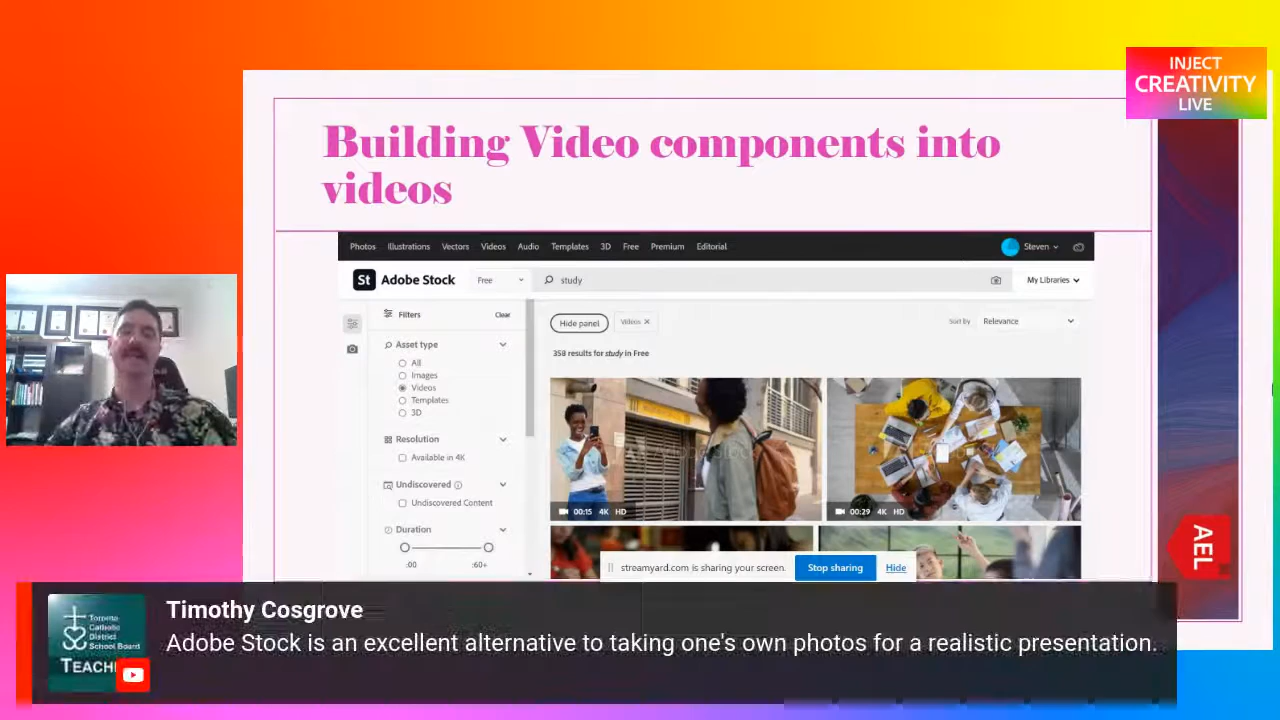 INJECT
CREATIVITY
LIVE
Building Video components into
videos
Photos Illustrations Vectors Videos Audio Templates 3D Free Premium Editorial Steven
St Adobe Stock Free study My Libraries
Filters Clear
Hide panel Videos × Sort by Relevance
Asset type
358 results for study in Free
All
Images
Videos
Templates
3D
Resolution
Available in 4K
Undiscovered
Undiscovered Content
00:15 4K HD 00:29 4K HD
Duration
:00 :60+
streamyard.com is sharing your screen. Stop sharing Hide
AEL
Timothy Cosgrove
Adobe Stock is an excellent alternative to taking one's own photos for a realistic presentation.
Toronto
Catholic
District
School Board
TEACH